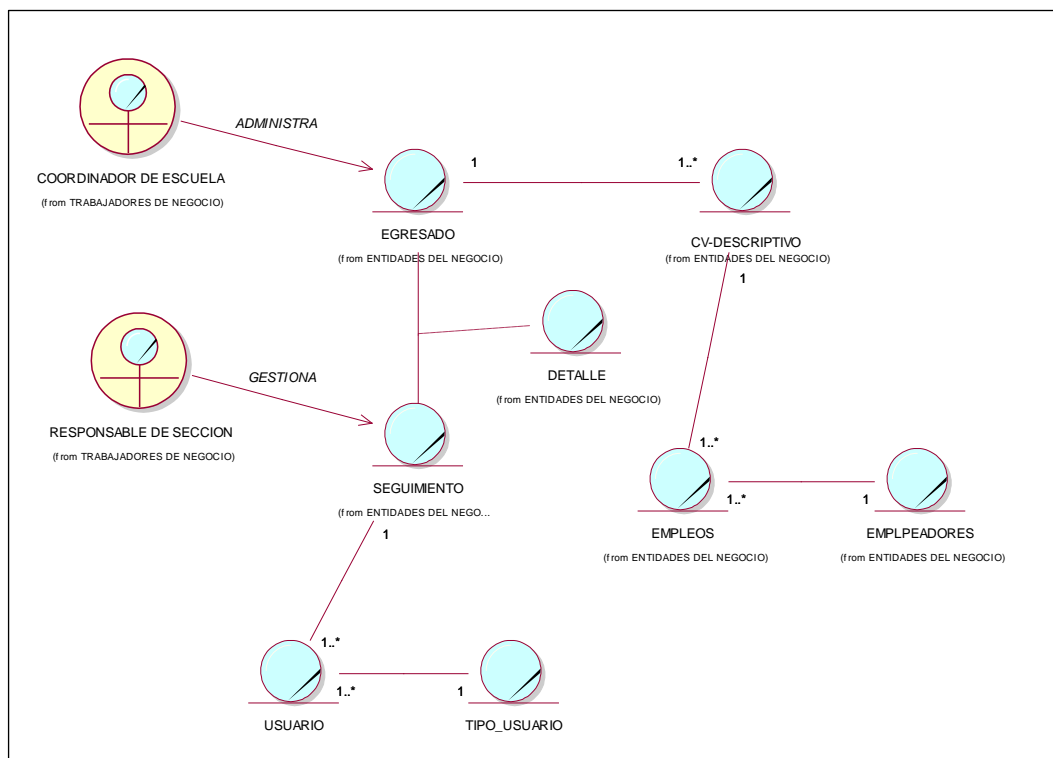 ADMINISTRA
COORDINADOR DE ESCUELA
(from TRABAJADORES DE NEGOCIO)
1
1..*
EGRESADO
(from ENTIDADES DEL NEGOCIO)
CV-DESCRIPTIVO
(from ENTIDADES DEL NEGOCIO)
1
DETALLE
(from ENTIDADES DEL NEGOCIO)
GESTIONA
RESPONSABLE DE SECCION
(from TRABAJADORES DE NEGOCIO)
SEGUIMIENTO
(from ENTIDADES DEL NEGO...
1
1..*
1..*
1
EMPLEOS
(from ENTIDADES DEL NEGOCIO)
EMPLPEADORES
(from ENTIDADES DEL NEGOCIO)
1..*
1..*
1
USUARIO
TIPO_USUARIO